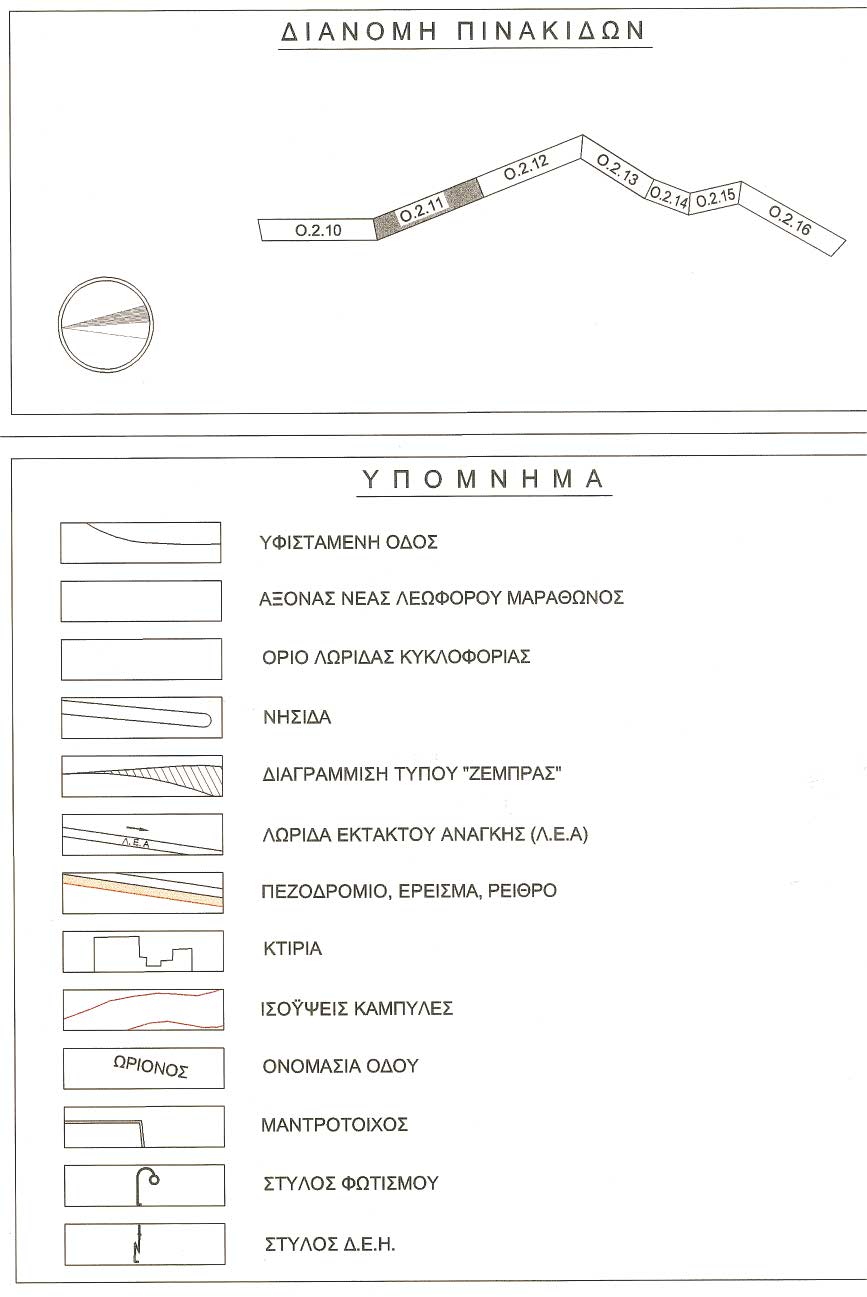 ΔΙΑΝΟΜΗ ΠΙΝΑΚΙΔΩΝ
Ο.2.10
Ο.2.11
Ο.2.12
Ο.2.13
Ο.2.14
Ο.2.15
Ο.2.16
ΥΠΟΜΝΗΜΑ
ΥΦΙΣΤΑΜΕΝΗ ΟΔΟΣ
ΑΞΟΝΑΣ ΝΕΑΣ ΛΕΩΦΟΡΟΥ ΜΑΡΑΘΩΝΟΣ
ΟΡΙΟ ΛΩΡΙΔΑΣ ΚΥΚΛΟΦΟΡΙΑΣ
ΝΗΣΙΔΑ
ΔΙΑΓΡΑΜΜΙΣΗ ΤΥΠΟΥ "ΖΕΜΠΡΑΣ"
Λ.Ε.Α ΛΩΡΙΔΑ ΕΚΤΑΚΤΟΥ ΑΝΑΓΚΗΣ (Λ.Ε.Α)
ΠΕΖΟΔΡΟΜΙΟ, ΕΡΕΙΣΜΑ, ΡΕΙΘΡΟ
ΚΤΙΡΙΑ
ΙΣΟΫΨΕΙΣ ΚΑΜΠΥΛΕΣ
ΩΡΙΟΝΟΣ ΟΝΟΜΑΣΙΑ ΟΔΟΥ
ΜΑΝΤΡΟΤΟΙΧΟΣ
ΣΤΥΛΟΣ ΦΩΤΙΣΜΟΥ
ΣΤΥΛΟΣ Δ.Ε.Η.